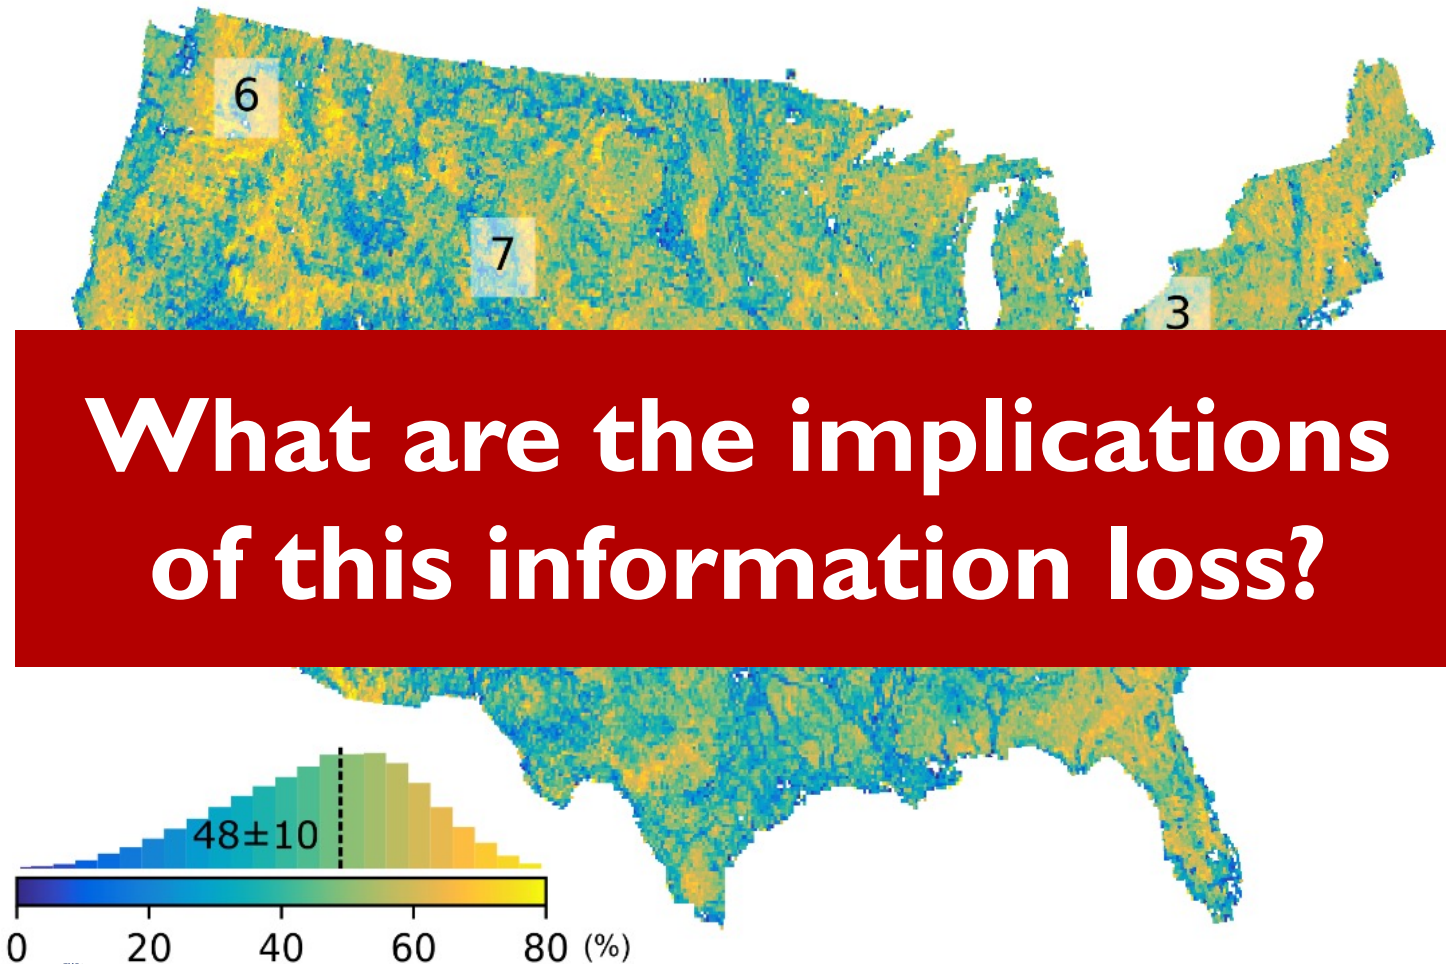 6
7
3
What are the implications
of this information loss?
48±10
0 20 40 60 80 (%)